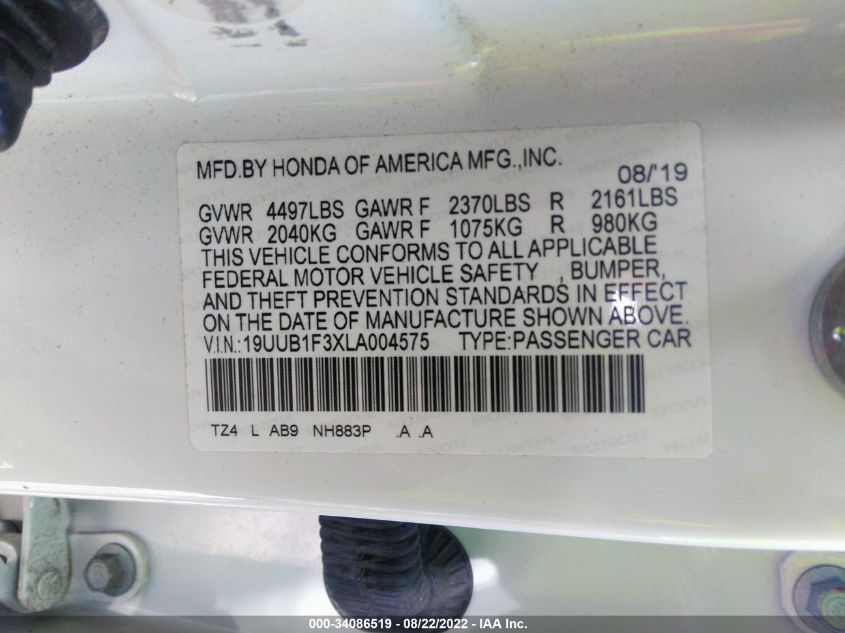 MFD.BY HONDA OF AMERICA MFG.,INC.
08/'19
GVWR 4497LBS GAWR F 2370LBS R 2161LBS
GVWR 2040KG GAWR F 1075KG R 980KG
THIS VEHICLE CONFORMS TO ALL APPLICABLE
FEDERAL MOTOR VEHICLE SAFETY , BUMPER,
AND THEFT PREVENTION STANDARDS IN EFFECT
ON THE DATE OF MANUFACTURE SHOWN ABOVE.
V.I.N.:19UUB1F3XLA004575 TYPE:PASSENGER CAR
TZ4 L AB9 NH883P .A .A
000-34086519 - 08/22/2022 - IAA Inc.